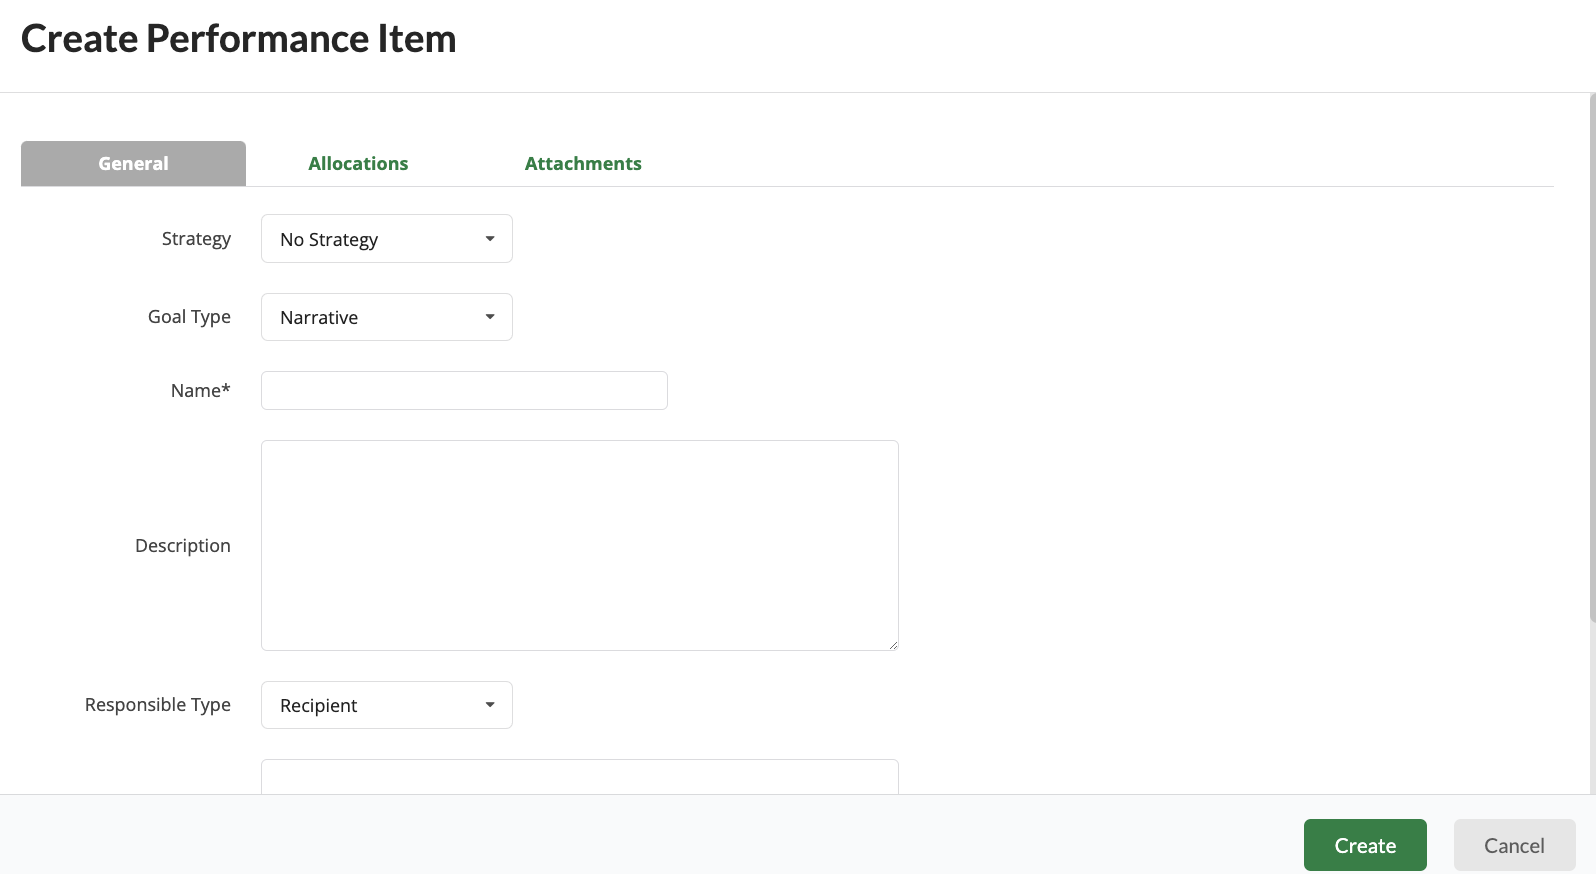 Create Performance Item
General Allocations Attachments
Strategy No Strategy
Goal Type Narrative
Name*
Description
Responsible Type Recipient
Create Cancel